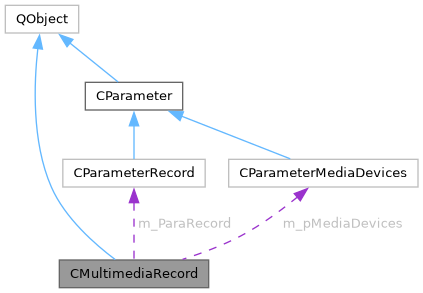 QObject
CParameter
CParameterRecord
CParameterMediaDevices
m_ParaRecord
m_pMediaDevices
CMultimediaRecord